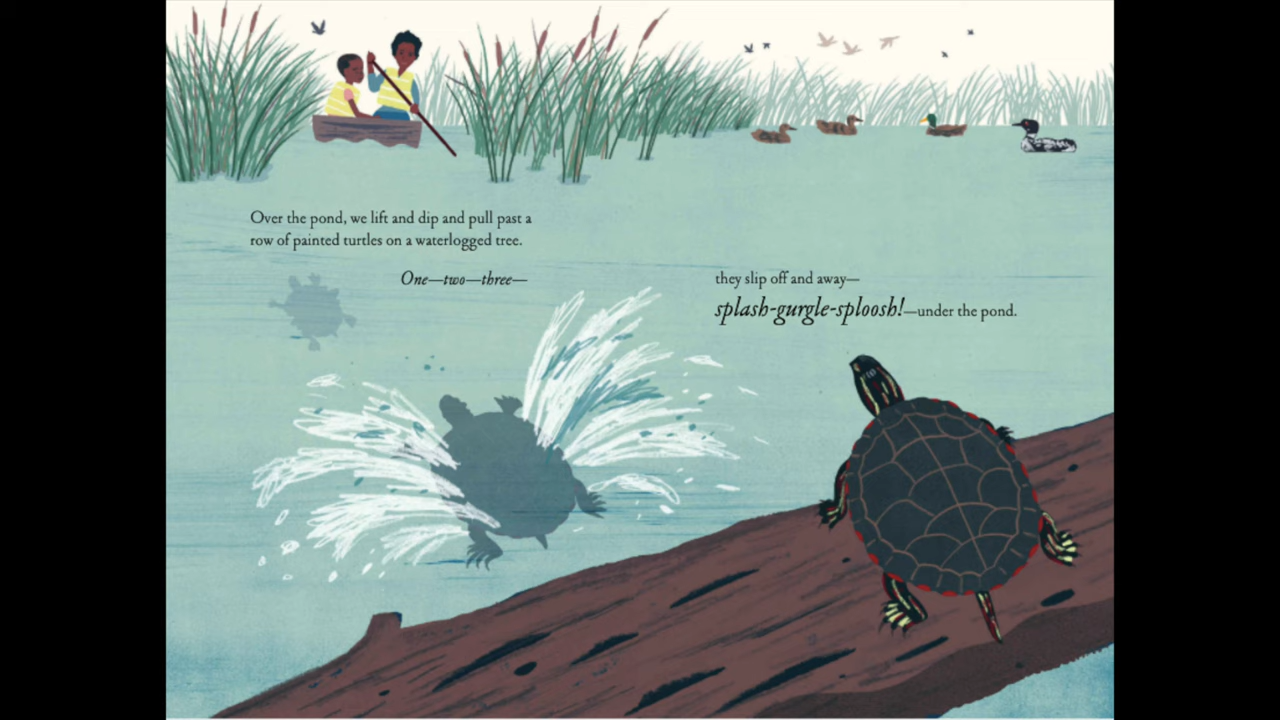 Over the pond, we lift and dip and pull past a
row of painted turtles on a waterlogged tree.
One—two—three—
they slip off and away—
splash-gurgle-sploosh!—under the pond.